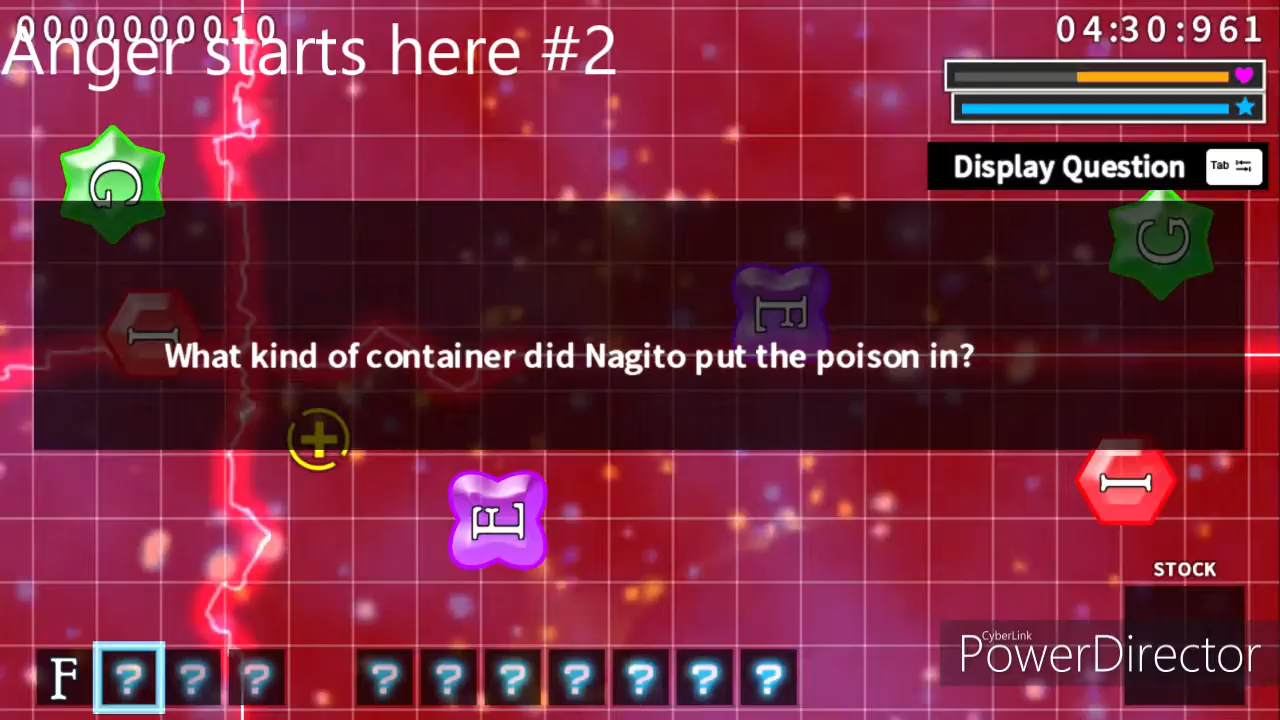 0000000010
04:30:961
Anger starts here #2
Display Question Tab
G
G
I
E
What kind of container did Nagito put the poison in?
E
I
STOCK
CyberLink
PowerDirector
F ? ? ? ? ? ? ? ? ? ?